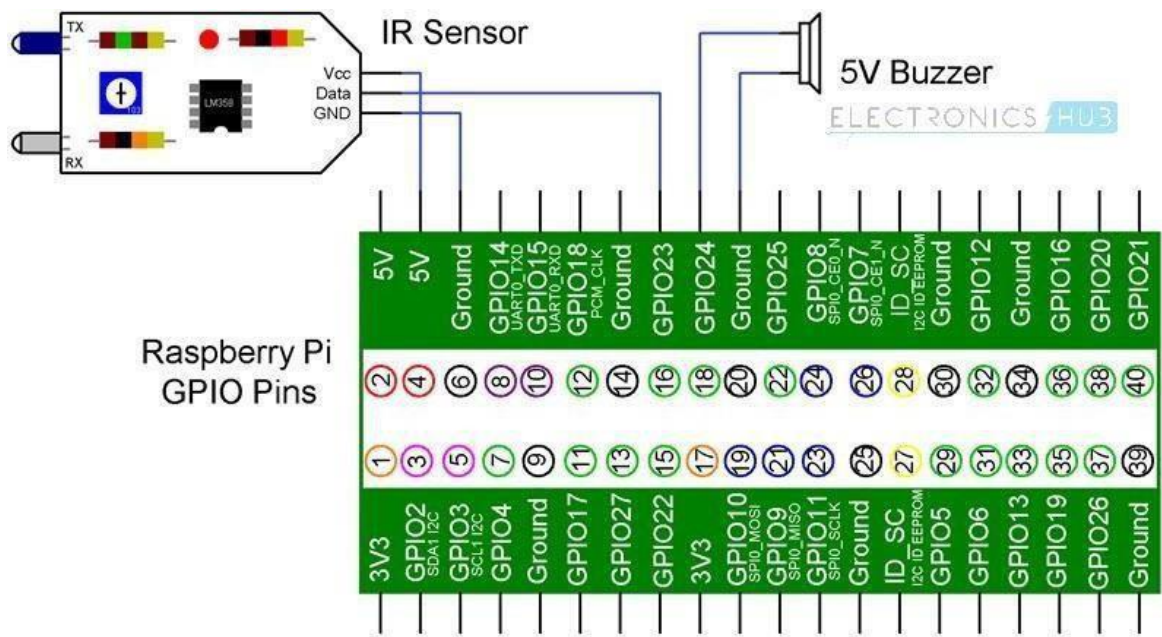 TX
IR Sensor
Vcc
Data
GND
LM358
103
RX
5V Buzzer
ELECTRONICS HUB
Raspberry Pi
GPIO Pins
5V
5V
Ground
GPIO14
UART0_TXD
GPIO15
UART0_RXD
GPIO18
PCM_CLK
Ground
GPIO23
GPIO24
Ground
GPIO25
GPIO8
SPI0_CE0_N
GPIO7
SPI0_CE1_N
ID_SC
I2C ID EEPROM
Ground
GPIO12
Ground
GPIO16
GPIO20
GPIO21
2 4 6 8 10 12 14 16 18 20 22 24 26 28 30 32 34 36 38 40
1 3 5 7 9 11 13 15 17 19 21 23 25 27 29 31 33 35 37 39
3V3
GPIO2
SDA1 I2C
GPIO3
SCL1 I2C
GPIO4
Ground
GPIO17
GPIO27
GPIO22
3V3
GPIO10
SPI0_MOSI
GPIO9
SPI0_MISO
GPIO11
SPI0_SCLK
Ground
ID_SC
I2C ID EEPROM
GPIO5
GPIO6
GPIO13
GPIO19
GPIO26
Ground